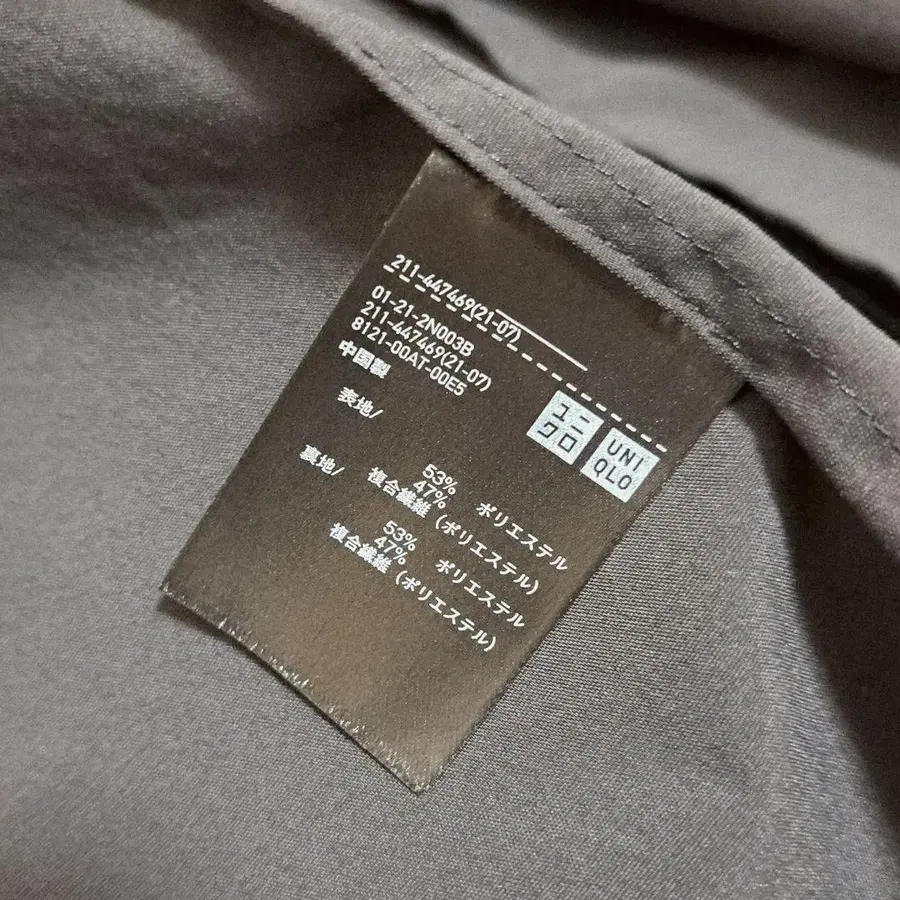 211-447469(21-07)
01-21-2N003B
211-447469(21-07)
8121-00AT-00E5
中国製
ユニ
クロ
UNI
QLO
表地/
53% ポリエステル
47% 複合繊維 (ポリエステル)
裏地/
53% ポリエステル
47% 複合繊維 (ポリエステル)